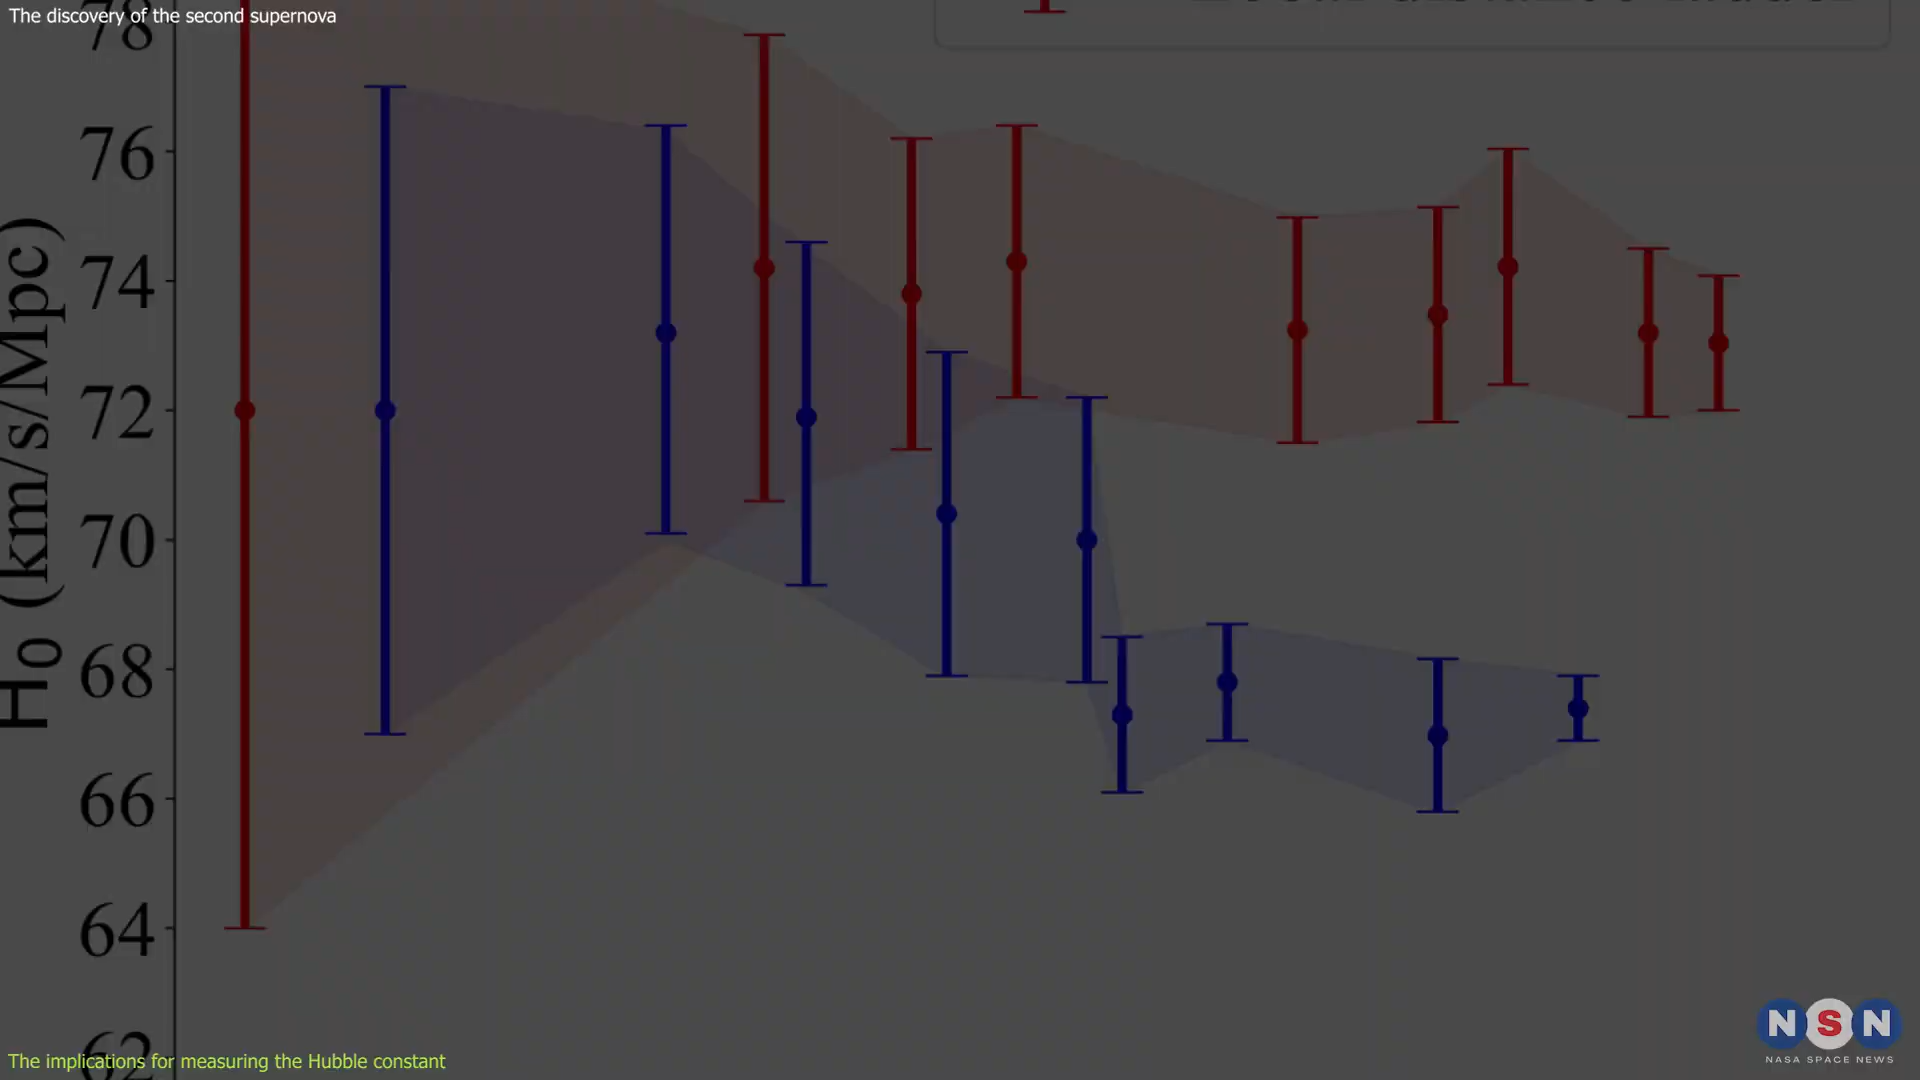 The discovery of the second supernova
78
76
74
72
70
68
66
64
62
H0 (km/s/Mpc)
The implications for measuring the Hubble constant
NSN
NASA SPACE NEWS